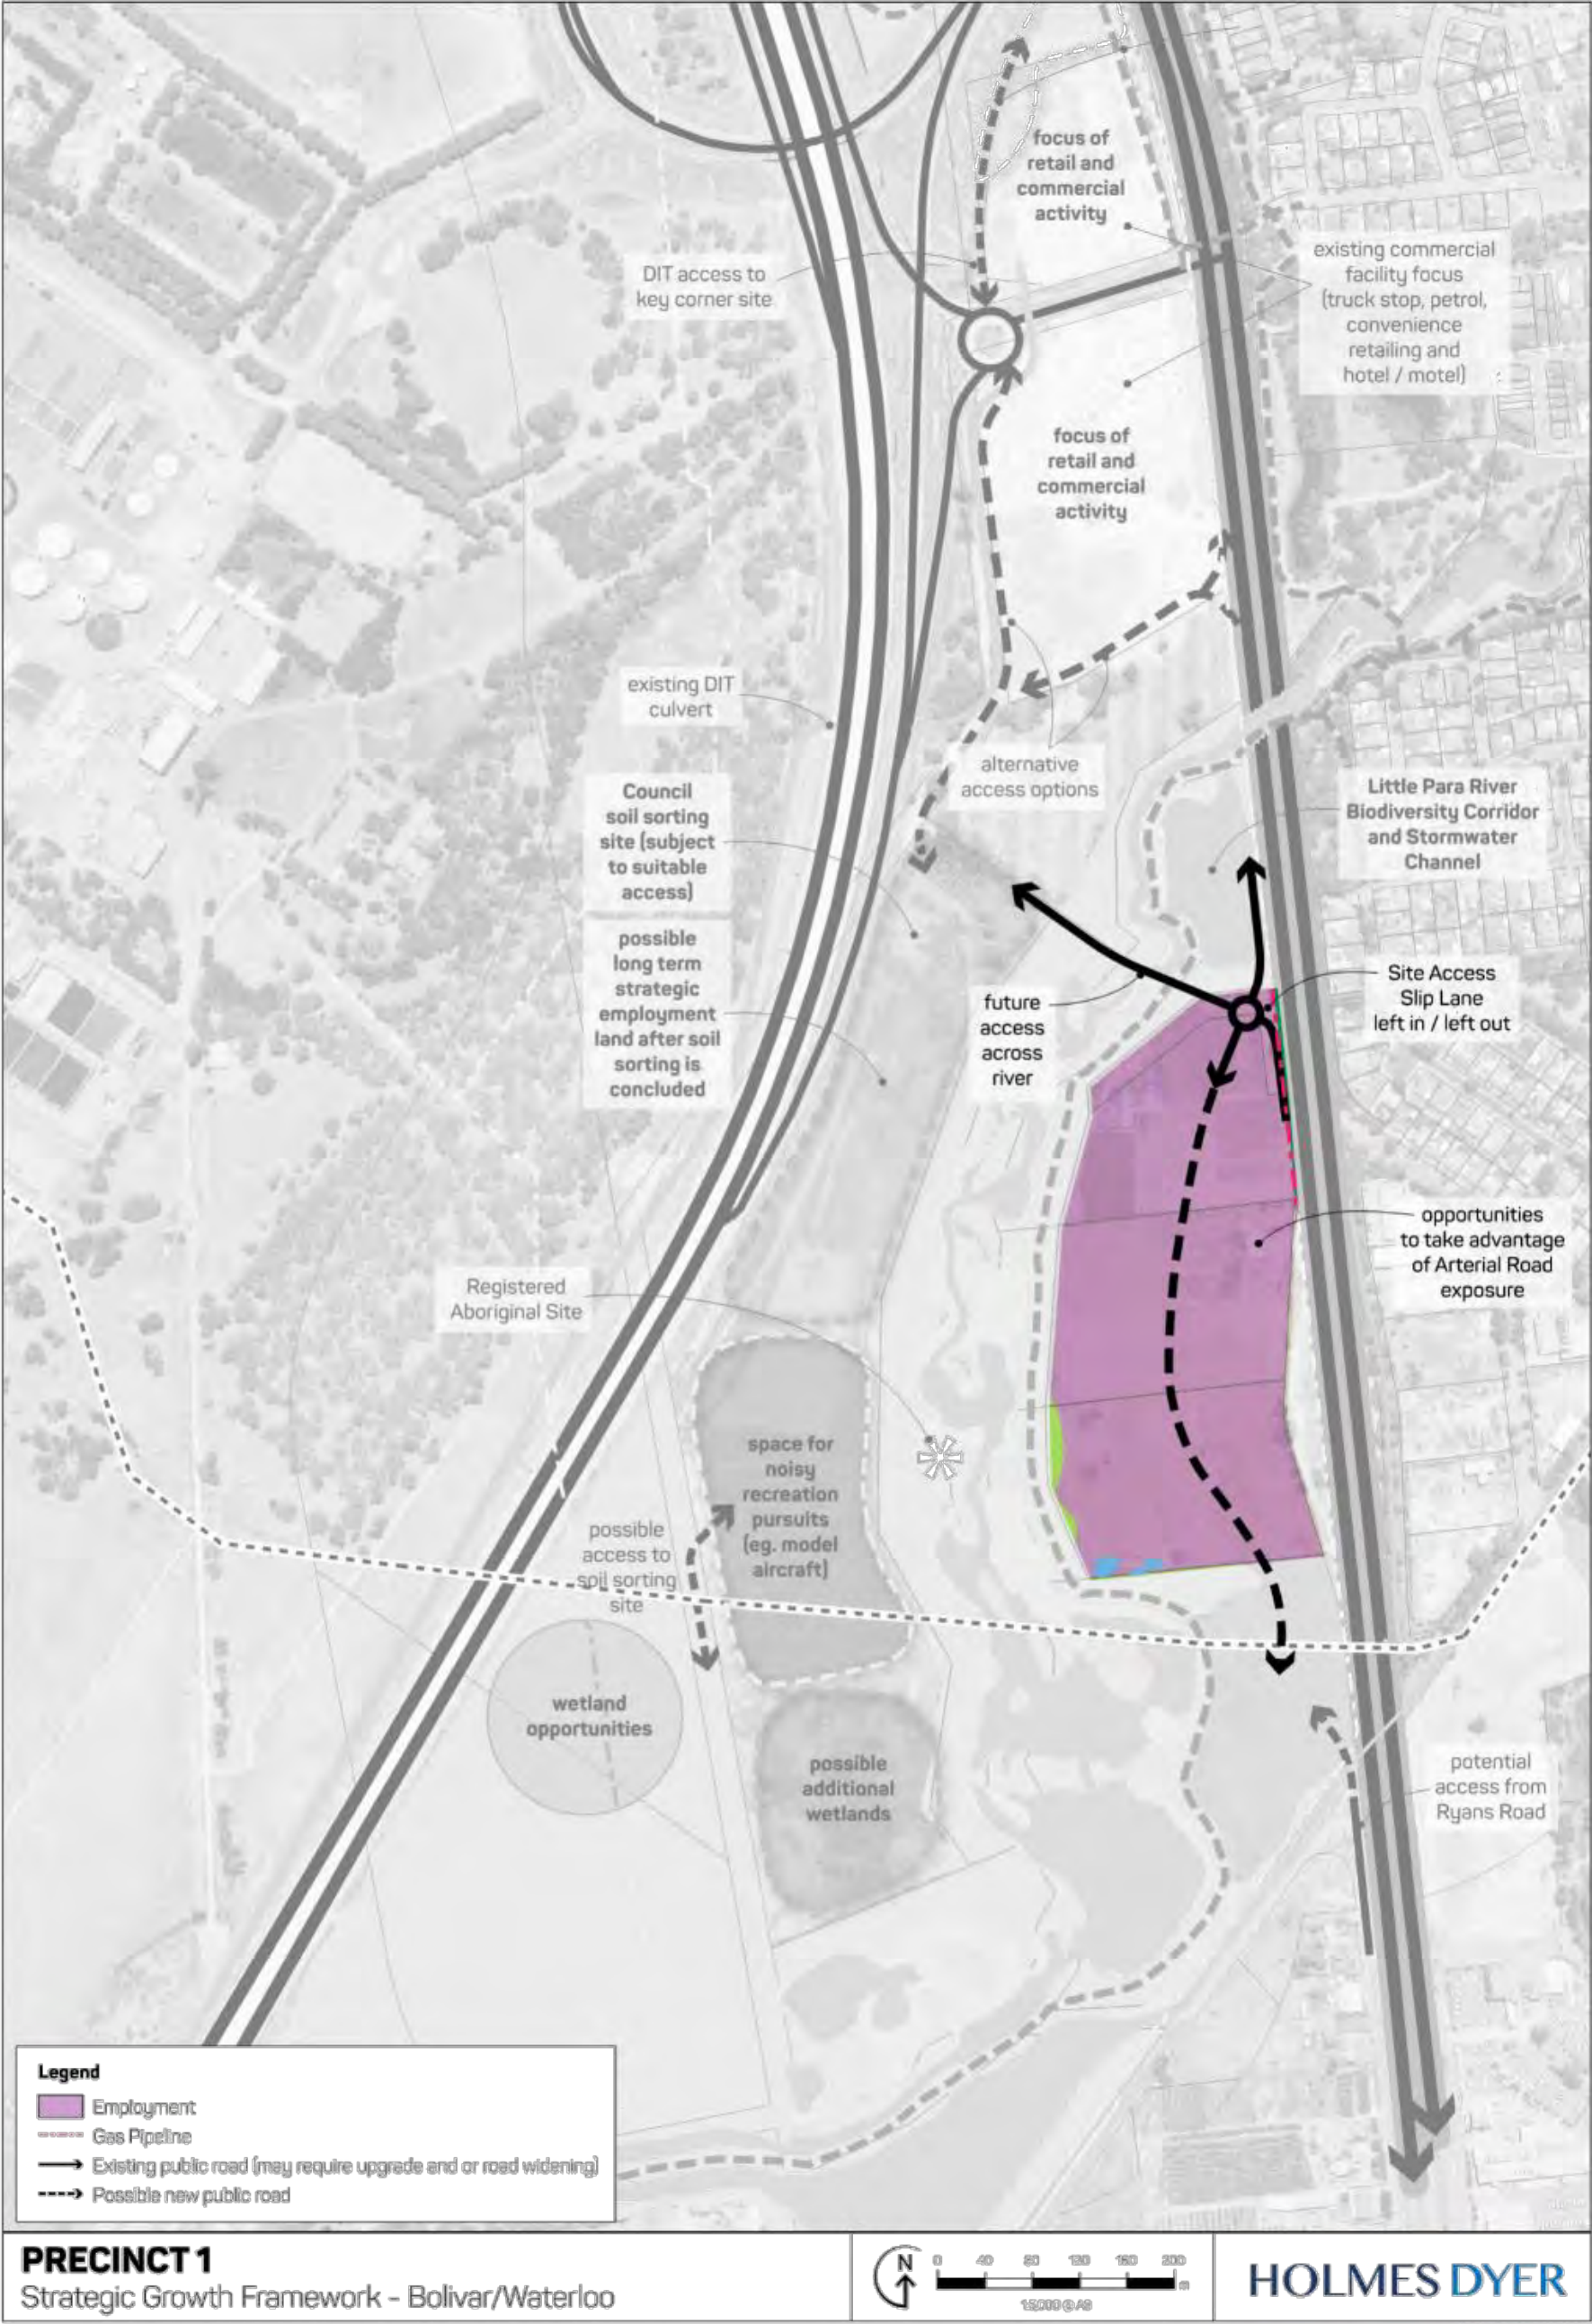 focus of
retail and
commercial
activity
DIT access to
key corner site
existing commercial
facility focus
(truck stop, petrol,
convenience
retailing and
hotel / motel)
focus of
retail and
commercial
activity
existing DIT
culvert
alternative
access options
Council
soil sorting
site (subject
to suitable
access)
Little Para River
Biodiversity Corridor
and Stormwater
Channel
possible
long term
strategic
employment
land after soil
sorting is
concluded
future
access
across
river
Site Access
Slip Lane
left in / left out
opportunities
to take advantage
of Arterial Road
exposure
Registered
Aboriginal Site
space for
noisy
recreation
pursuits
(eg. model
aircraft)
possible
access to
soil sorting
site
wetland
opportunities
possible
additional
wetlands
potential
access from
Ryans Road
Legend
Employment
Gas Pipeline
Existing public road (may require upgrade and or road widening)
Possible new public road
PRECINCT 1
Strategic Growth Framework - Bolivar/Waterloo
N
0 40 80 120 160 200
m
1:5,000 @ A3
HOLMES DYER